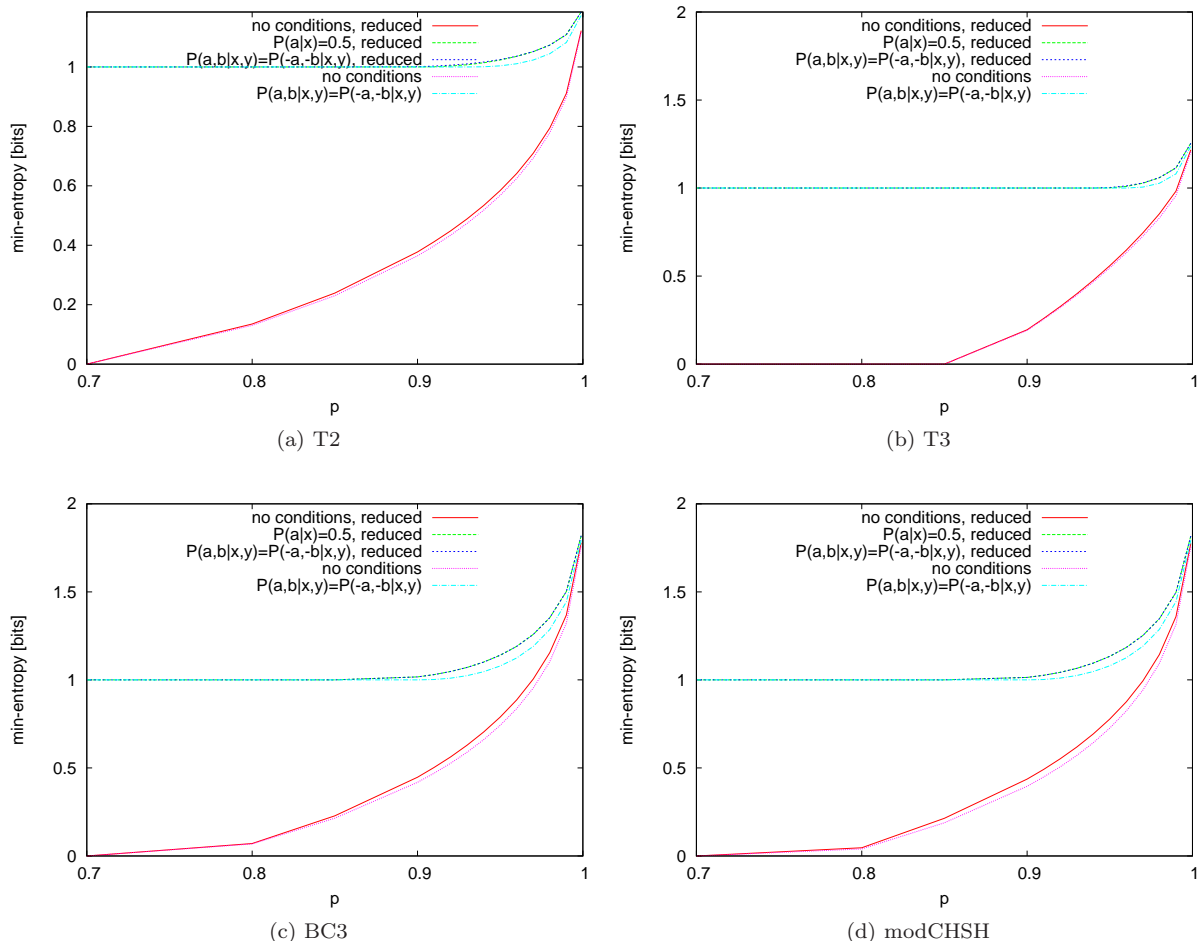 no conditions, reduced
P(a|x)=0.5, reduced
P(a,b|x,y)=P(-a,-b|x,y), reduced
no conditions
P(a,b|x,y)=P(-a,-b|x,y)
min-entropy [bits]
1
0.8
0.6
0.4
0.2
0
0.7 0.8 0.9 1
p
(a) T2
no conditions, reduced
P(a|x)=0.5, reduced
P(a,b|x,y)=P(-a,-b|x,y), reduced
no conditions
P(a,b|x,y)=P(-a,-b|x,y)
min-entropy [bits]
2
1.5
1
0.5
0
0.7 0.8 0.9 1
p
(b) T3
no conditions, reduced
P(a|x)=0.5, reduced
P(a,b|x,y)=P(-a,-b|x,y), reduced
no conditions
P(a,b|x,y)=P(-a,-b|x,y)
min-entropy [bits]
2
1.5
1
0.5
0
0.7 0.8 0.9 1
p
(c) BC3
no conditions, reduced
P(a|x)=0.5, reduced
P(a,b|x,y)=P(-a,-b|x,y), reduced
no conditions
P(a,b|x,y)=P(-a,-b|x,y)
min-entropy [bits]
2
1.5
1
0.5
0
0.7 0.8 0.9 1
p
(d) modCHSH